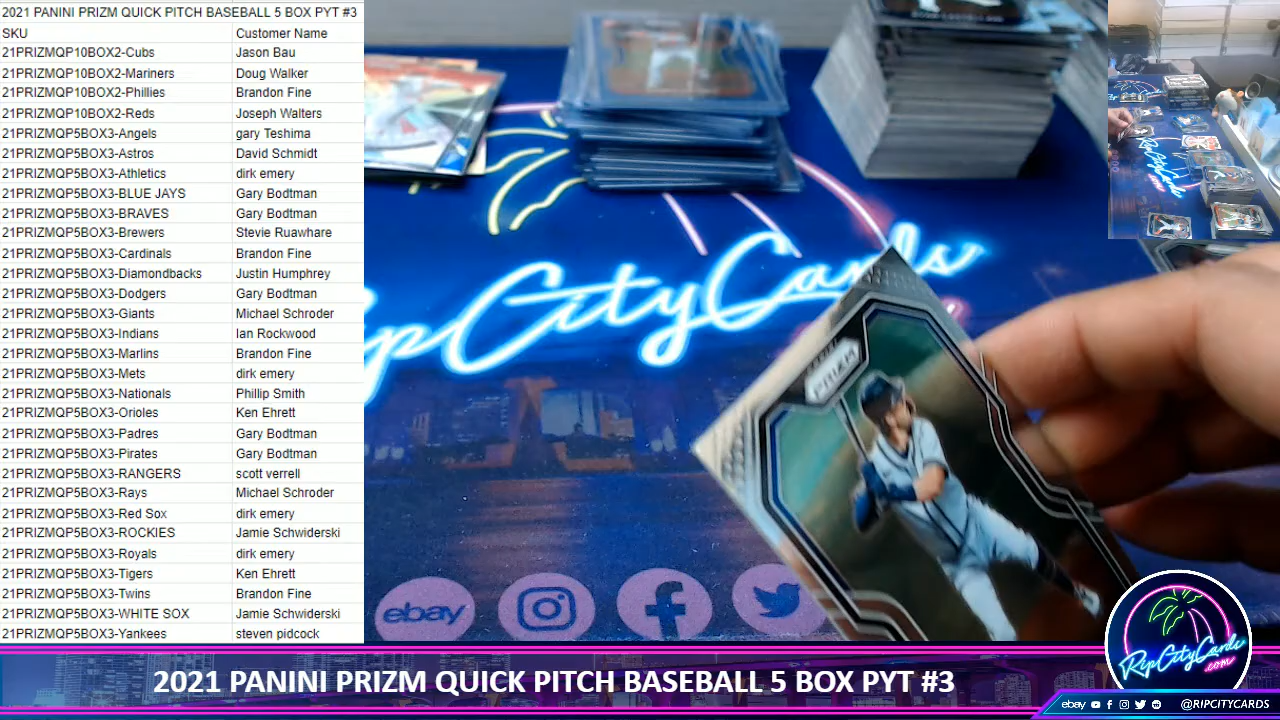 2021 PANINI PRIZM QUICK PITCH BASEBALL 5 BOX PYT #3
SKU Customer Name
21PRIZMQP10BOX2-Cubs Jason Bau
21PRIZMQP10BOX2-Mariners Doug Walker
21PRIZMQP10BOX2-Phillies Brandon Fine
21PRIZMQP10BOX2-Reds Joseph Walters
21PRIZMQP5BOX3-Angels gary Teshima
21PRIZMQP5BOX3-Astros David Schmidt
21PRIZMQP5BOX3-Athletics dirk emery
21PRIZMQP5BOX3-BLUE JAYS Gary Bodtman
21PRIZMQP5BOX3-BRAVES Gary Bodtman
21PRIZMQP5BOX3-Brewers Stevie Ruawhare
21PRIZMQP5BOX3-Cardinals Brandon Fine
21PRIZMQP5BOX3-Diamondbacks Justin Humphrey
21PRIZMQP5BOX3-Dodgers Gary Bodtman
21PRIZMQP5BOX3-Giants Michael Schroder
21PRIZMQP5BOX3-Indians Ian Rockwood
21PRIZMQP5BOX3-Marlins Brandon Fine
21PRIZMQP5BOX3-Mets dirk emery
21PRIZMQP5BOX3-Nationals Phillip Smith
21PRIZMQP5BOX3-Orioles Ken Ehrett
21PRIZMQP5BOX3-Padres Gary Bodtman
21PRIZMQP5BOX3-Pirates Gary Bodtman
21PRIZMQP5BOX3-RANGERS scott verrell
21PRIZMQP5BOX3-Rays Michael Schroder
21PRIZMQP5BOX3-Red Sox dirk emery
21PRIZMQP5BOX3-ROCKIES Jamie Schwiderski
21PRIZMQP5BOX3-Royals dirk emery
21PRIZMQP5BOX3-Tigers Ken Ehrett
21PRIZMQP5BOX3-Twins Brandon Fine
21PRIZMQP5BOX3-WHITE SOX Jamie Schwiderski
21PRIZMQP5BOX3-Yankees steven pidcock
ipCityCards
PANINI
PRIZM
ebay
RipCityCards
.com
2021 PANINI PRIZM QUICK PITCH BASEBALL 5 BOX PYT #3
ebay @RIPCITYCARDS